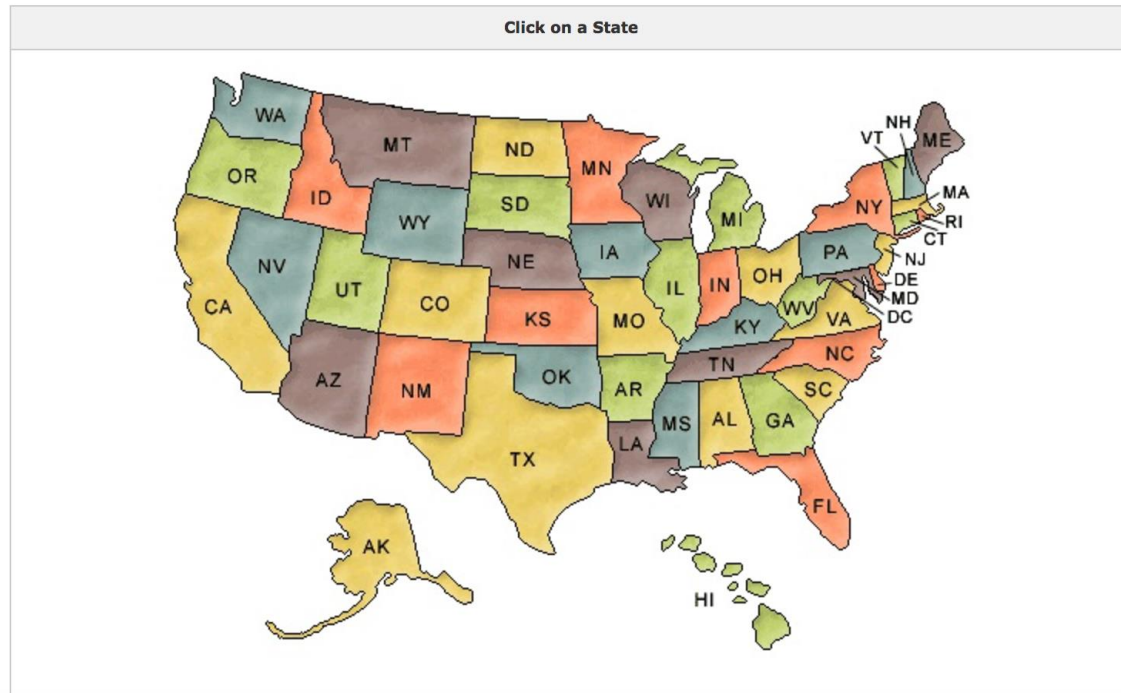 Click on a State
WA
MT
ND
MN
OR
ID
WY
SD
WI
MI
NY
VT
NH
ME
MA
RI
CT
NJ
DE
MD
DC
NV
UT
CO
NE
IA
IL
IN
OH
PA
WV
VA
CA
KS
MO
KY
AZ
NM
OK
AR
TN
NC
SC
TX
LA
MS
AL
GA
FL
AK
HI